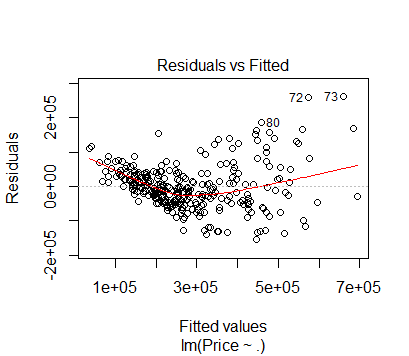 Residuals vs Fitted
Residuals
2e+05
0e+00
-2e+05
72
73
80
1e+05
3e+05
5e+05
7e+05
Fitted values
lm(Price ~ .)